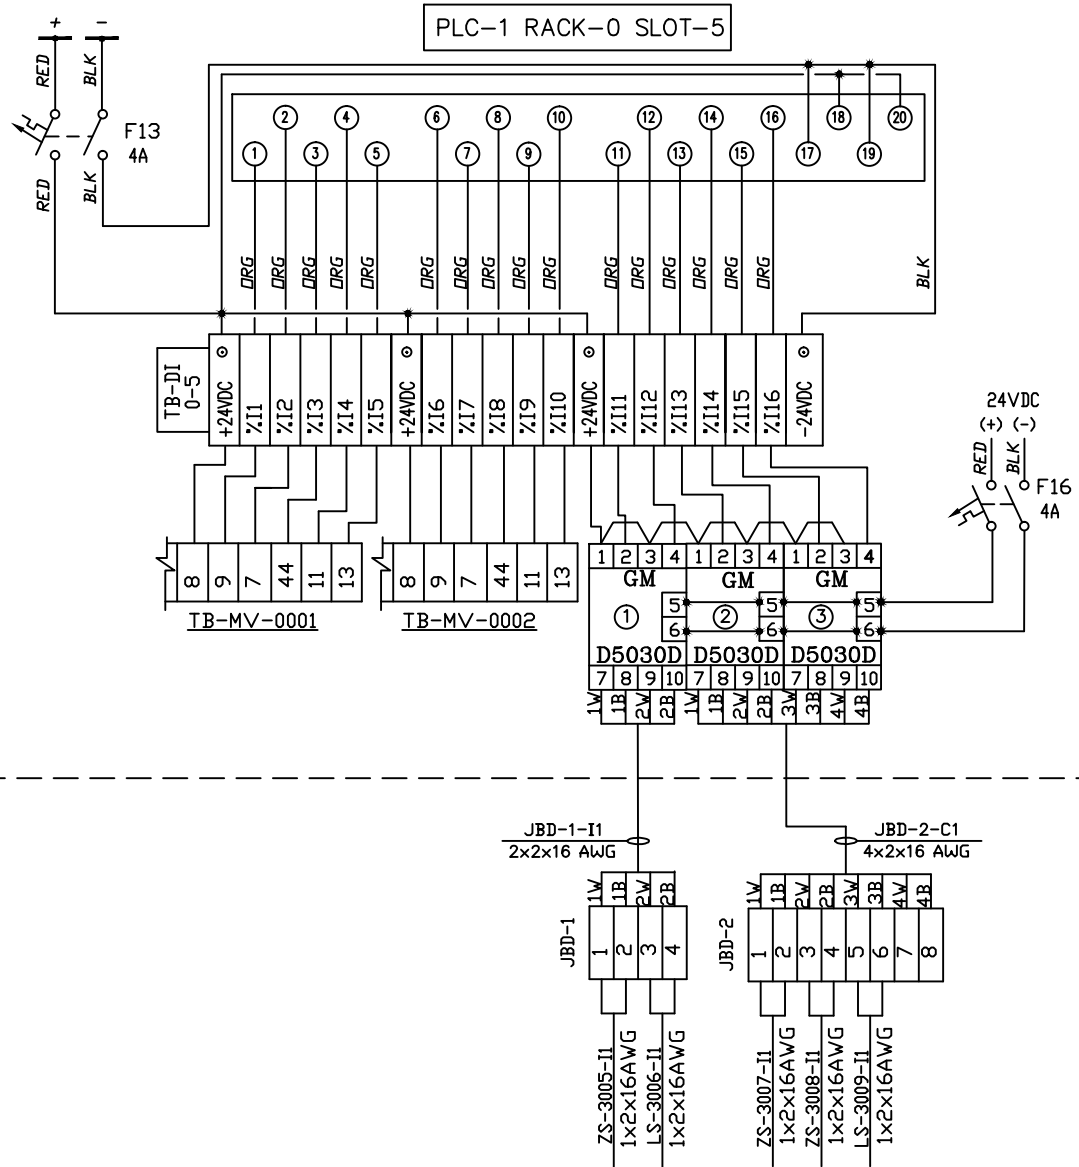 PLC-1 RACK-0 SLOT-5
+ -
RED BLK
F13
4A
RED BLK
2 4 6 8 10 12 14 16 18 20
1 3 5 7 9 11 13 15 17 19
ORG ORG ORG ORG ORG ORG ORG ORG ORG ORG ORG ORG ORG ORG ORG ORG BLK
TB-DI
0-5
+24VDC %I1 %I2 %I3 %I4 %I5 +24VDC %I6 %I7 %I8 %I9 %I10 +24VDC %I11 %I12 %I13 %I14 %I15 %I16 -24VDC
24VDC
(+) (-)
RED BLK
F16
4A
8 9 7 44 11 13
TB-MV-0001
8 9 7 44 11 13
TB-MV-0002
1 2 3 4 1 2 3 4 1 2 3 4
GM GM GM
5 5 5
1 2 3
6 6 6
D5030D D5030D D5030D
7 8 9 10 7 8 9 10 7 8 9 10
1W 1B 2W 2B 1W 1B 2W 2B 3W 3B 4W 4B
JBD-1-I1
2x2x16 AWG
JBD-2-C1
4x2x16 AWG
1W 1B 2W 2B
JBD-1
1 2 3 4
1W 1B 2W 2B 3W 3B 4W 4B
JBD-2
1 2 3 4 5 6 7 8
ZS-3005-I1
1x2x16AWG
LS-3006-I1
1x2x16AWG
ZS-3007-I1
1x2x16AWG
ZS-3008-I1
1x2x16AWG
LS-3009-I1
1x2x16AWG